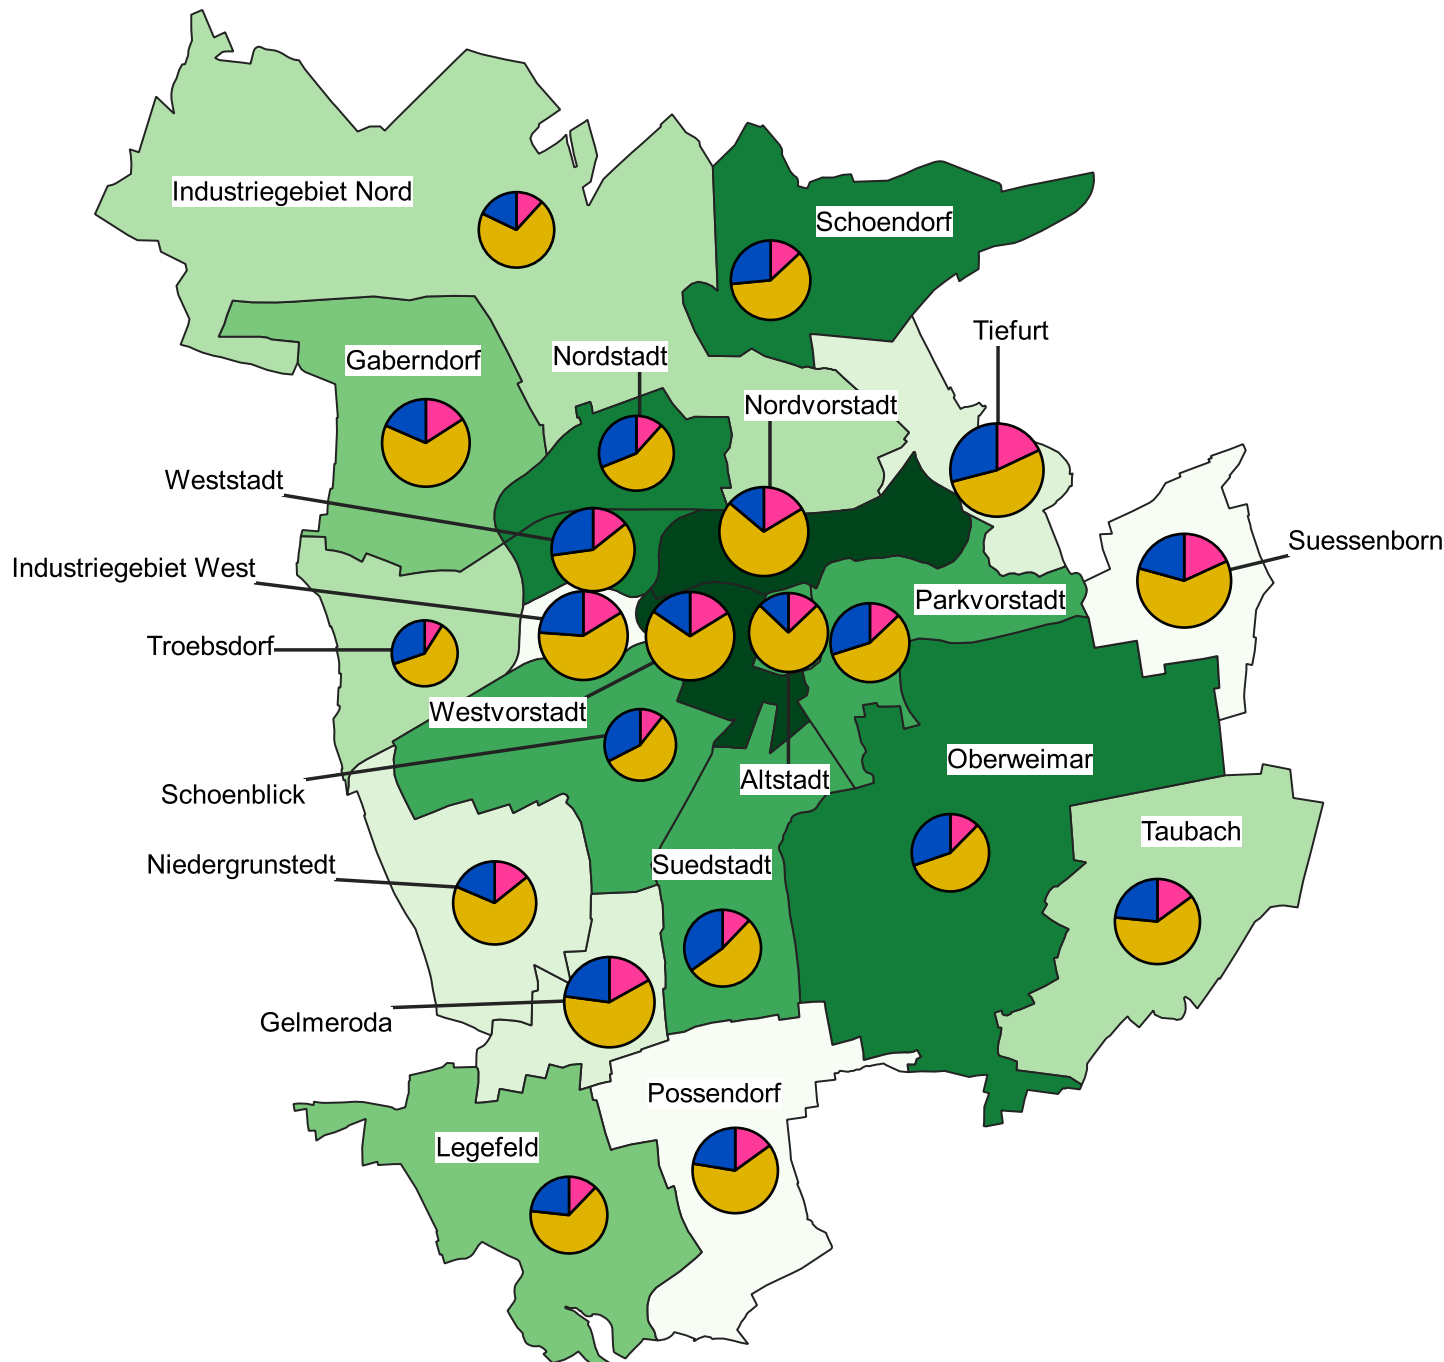 Industriegebiet Nord
Schoendorf
Tiefurt
Nordstadt
Gaberndorf
Nordvorstadt
Weststadt
Suessenborn
Industriegebiet West
Parkvorstadt
Troebsdorf
Westvorstadt
Oberweimar
Altstadt
Schoenblick
Taubach
Niedergrunstedt
Suedstadt
Gelmeroda
Possendorf
Legefeld